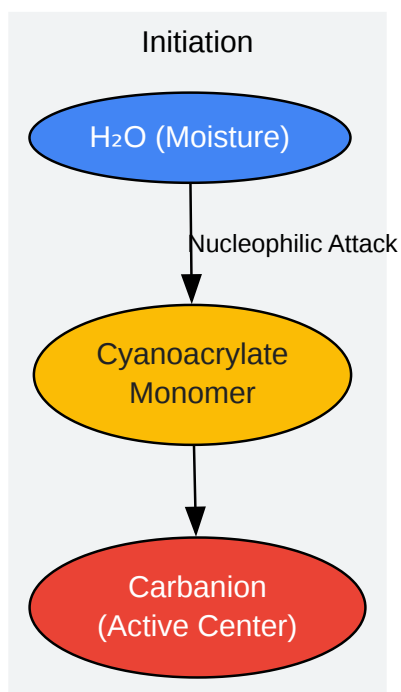 Initiation
H₂O (Moisture)
Nucleophilic Attack
Cyanoacrylate
Monomer
Carbanion
(Active Center)